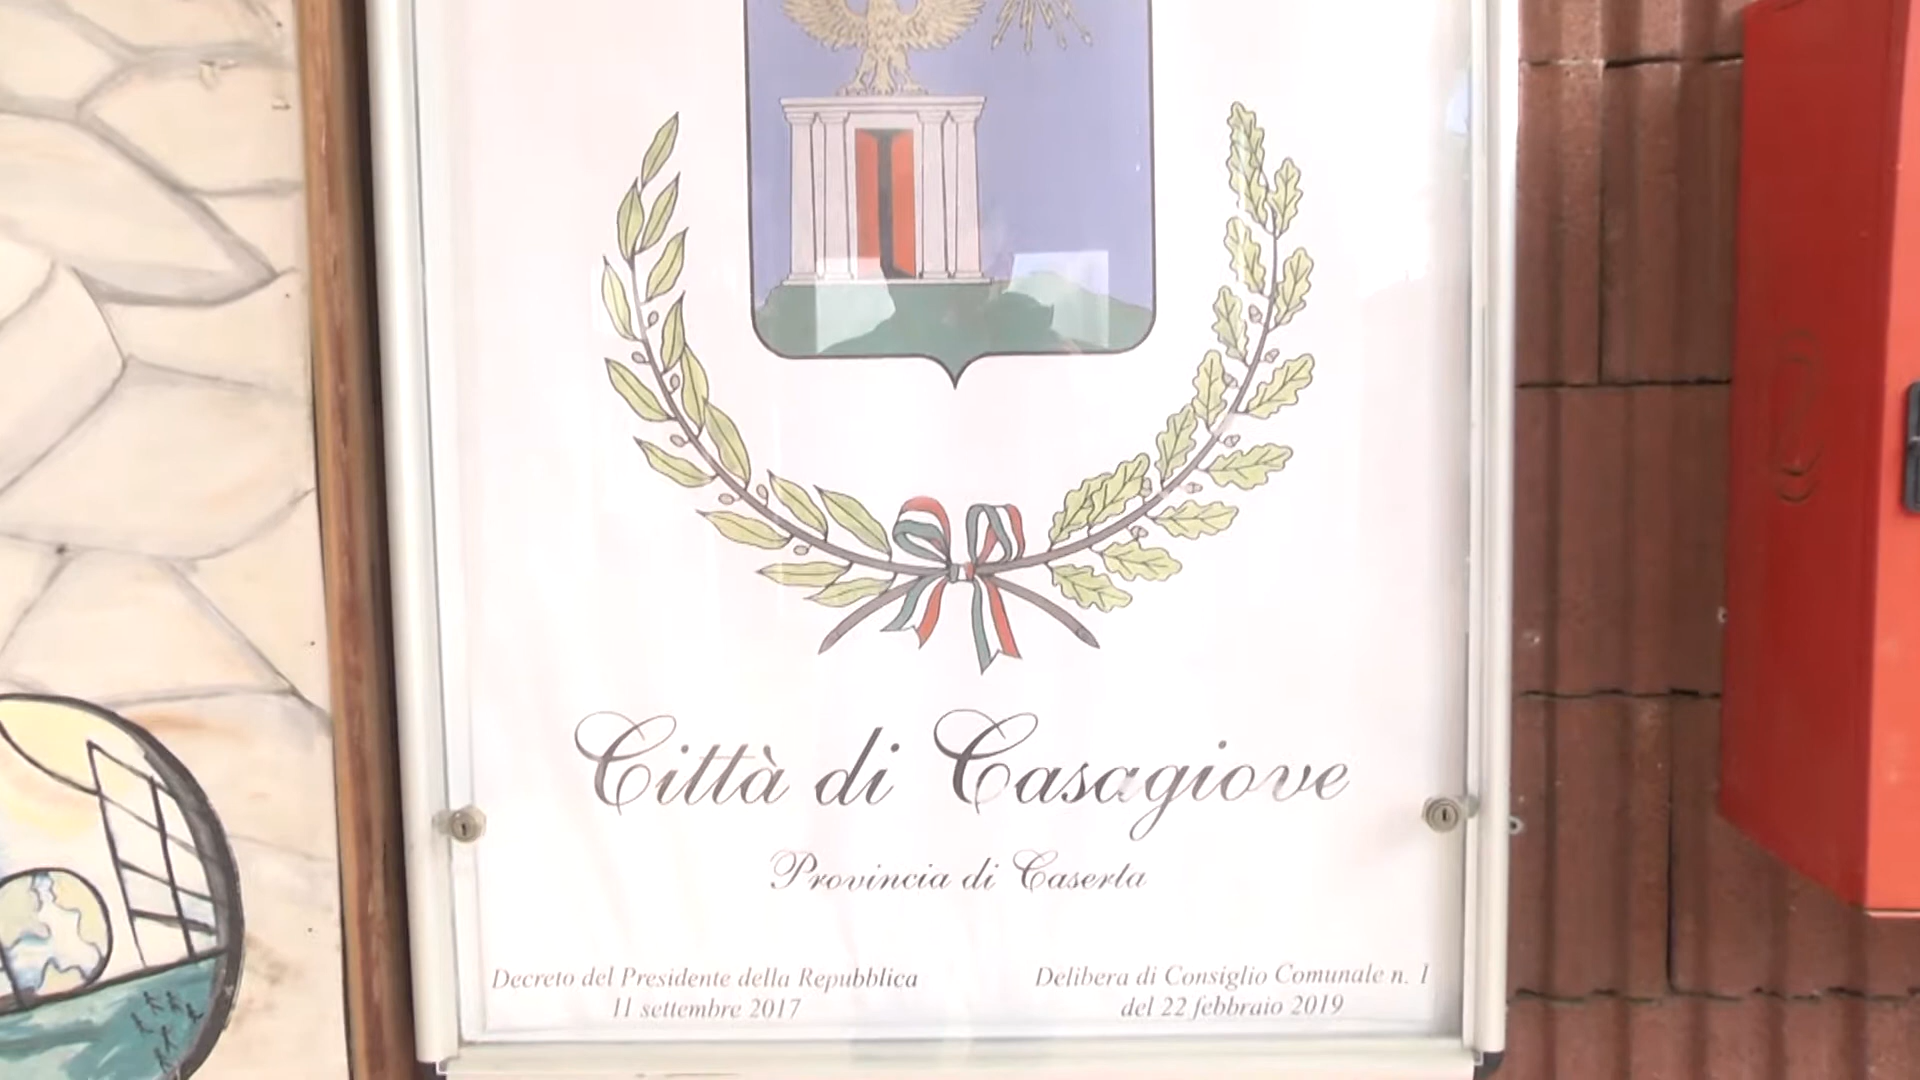 Città di Casagiove
Provincia di Caserta
Decreto del Presidente della Repubblica
11 settembre 2017
Delibera di Consiglio Comunale n. 1
del 22 febbraio 2019